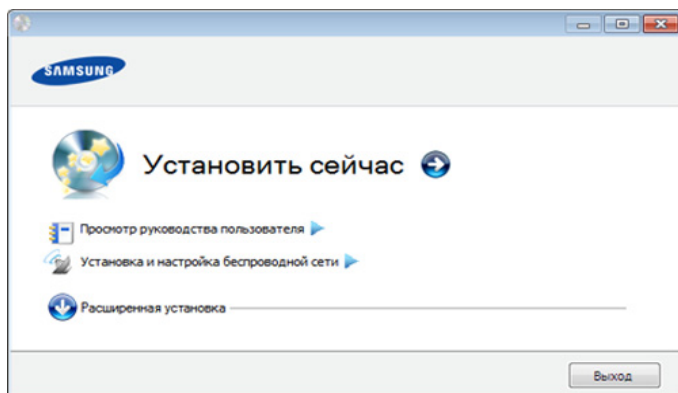 SAMSUNG
Установить сейчас
Просмотр руководства пользователя
Установка и настройка беспроводной сети
Расширенная установка
Выход